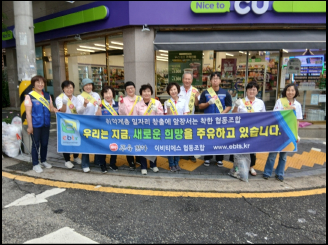 Nice to CU
취약계층 일자리 창출에 앞장서는 착한 협동조합
우리는 지금, 새로운 희망을 주유하고 있습니다.
이비티에스 협동조합
www.ebts.kr